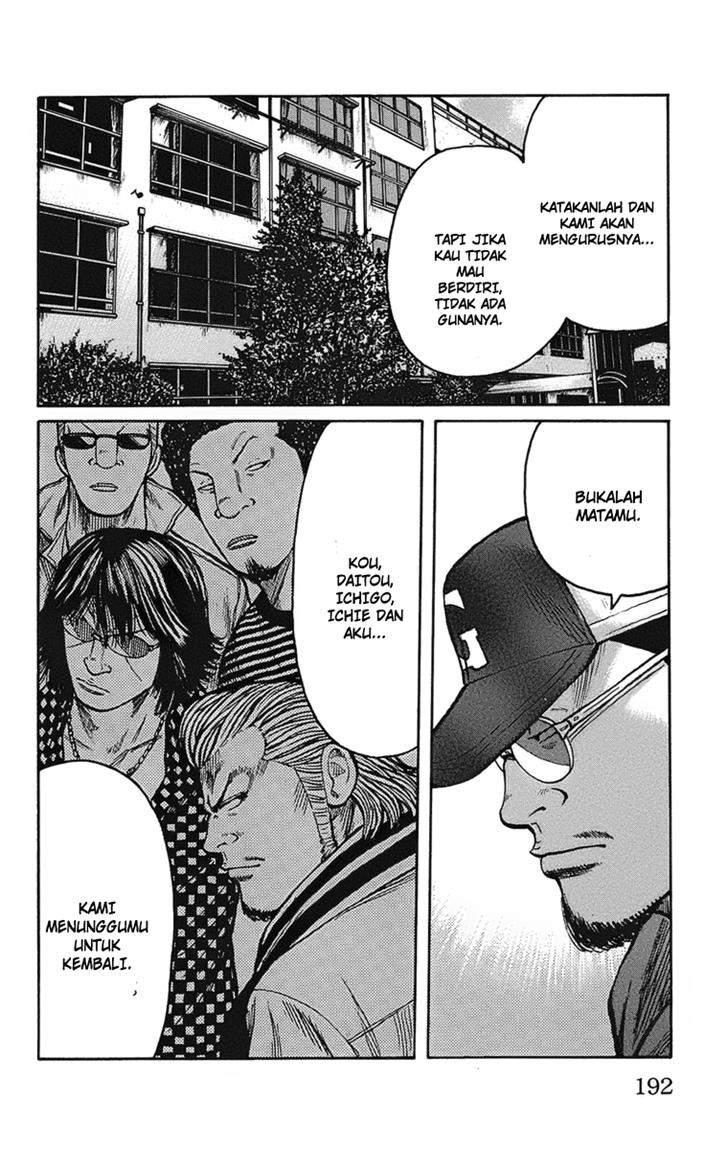 KATAKANLAH DAN
KAMI AKAN
MENGURUSNYA...
TAPI JIKA
KAU TIDAK
MAU
BERDIRI,
TIDAK ADA
GUNANYA.
BUKALAH
MATAMU.
G
KOU,
DAITOU,
ICHIGO,
ICHIE DAN
AKU...
KAMI
MENUNGGUMU
UNTUK
KEMBALI.
192